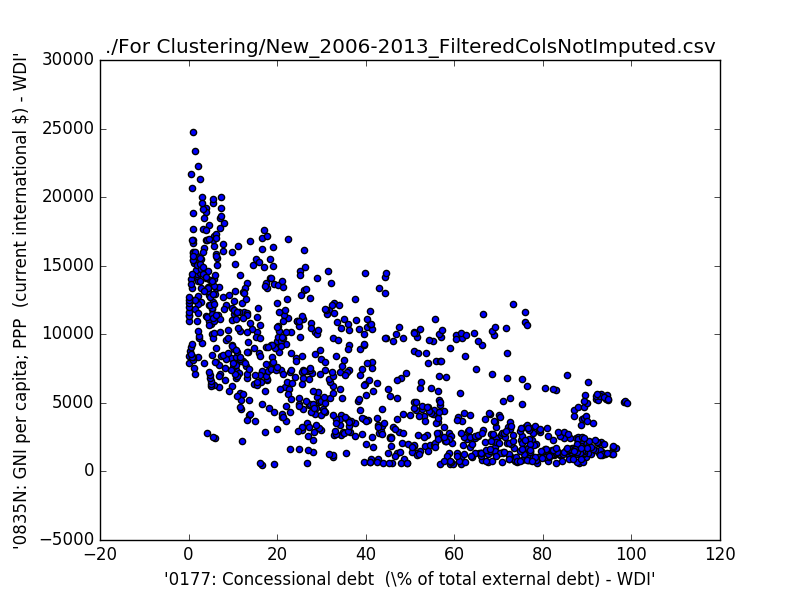 ./For Clustering/New_2006-2013_FilteredColsNotImputed.csv
30000
25000
20000
15000
10000
5000
0
−5000
'0835N: GNI per capita; PPP  (current international $) - WDI'
−20 0 20 40 60 80 100 120
'0177: Concessional debt  (\% of total external debt) - WDI'